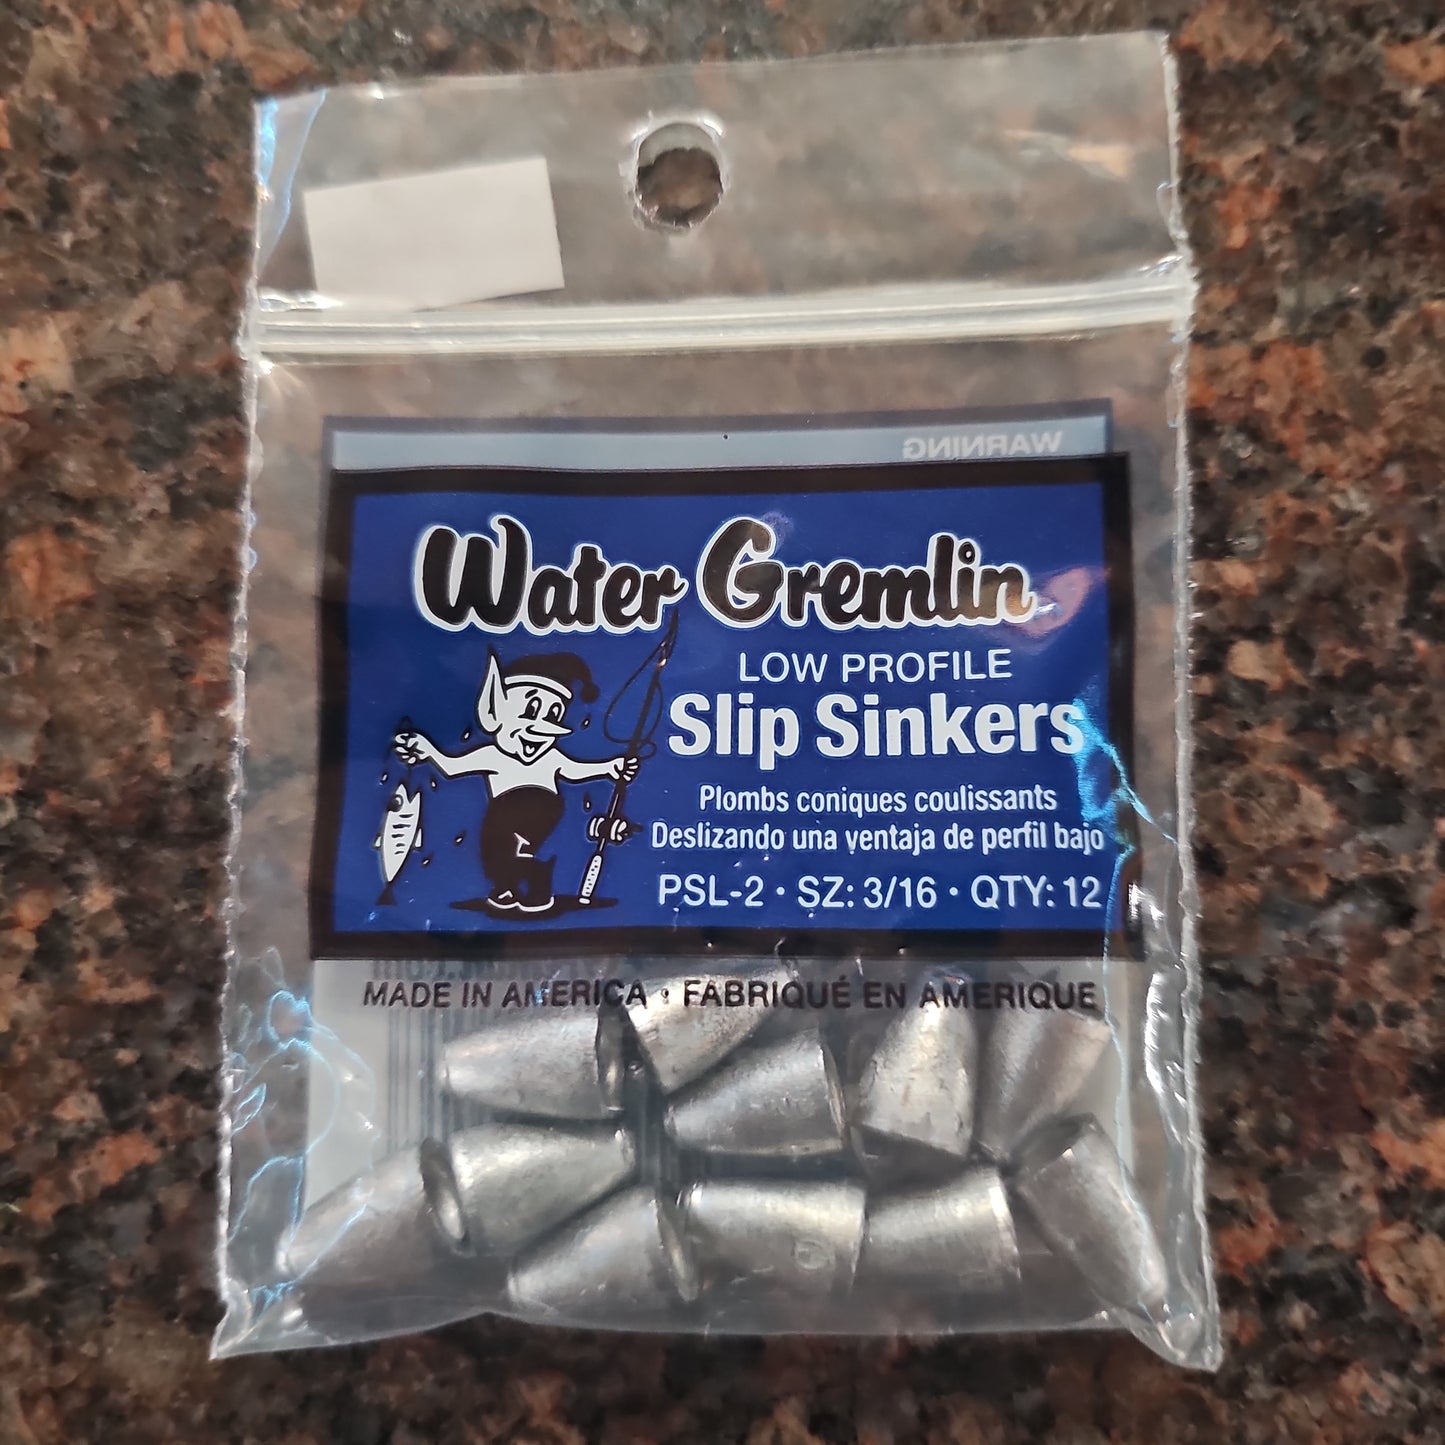 WARNING
Water Gremlin
LOW PROFILE
Slip Sinkers
Plombs coniques coulissants
Deslizando una ventaja de perfil bajo
PSL-2 • SZ: 3/16 • QTY: 12
MADE IN AMERICA • FABRIQUÉ EN AMERIQUE